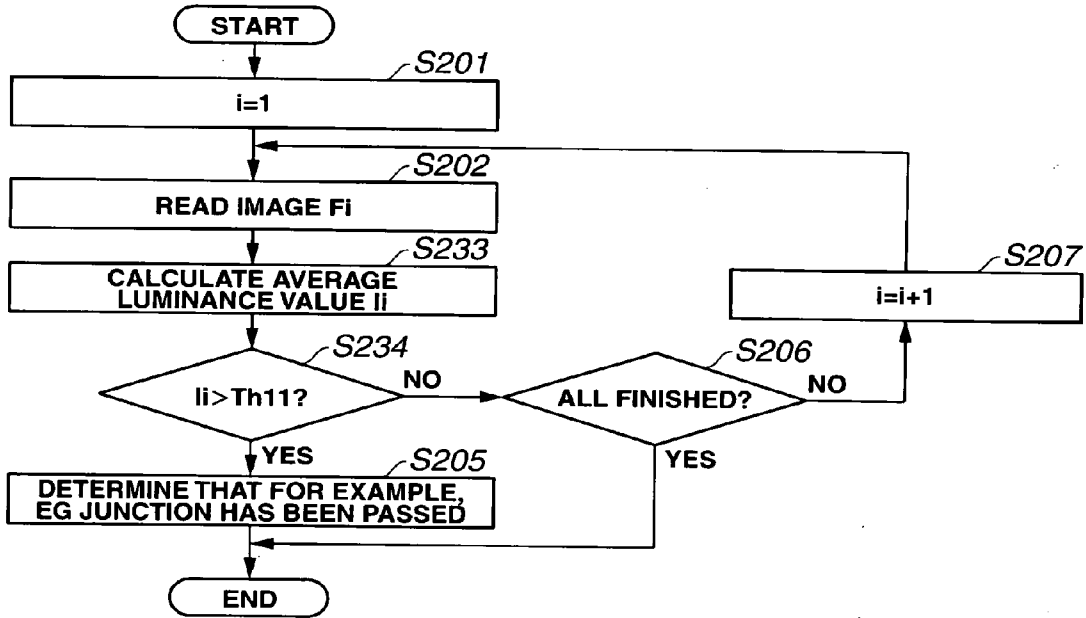 START
S201
i=1
S202
READ IMAGE Fi
S233
CALCULATE AVERAGE
LUMINANCE VALUE Ii
S207
i=i+1
S234
Ii>Th11?
NO
S206
ALL FINISHED?
NO
YES
YES
S205
DETERMINE THAT FOR EXAMPLE,
EG JUNCTION HAS BEEN PASSED
END